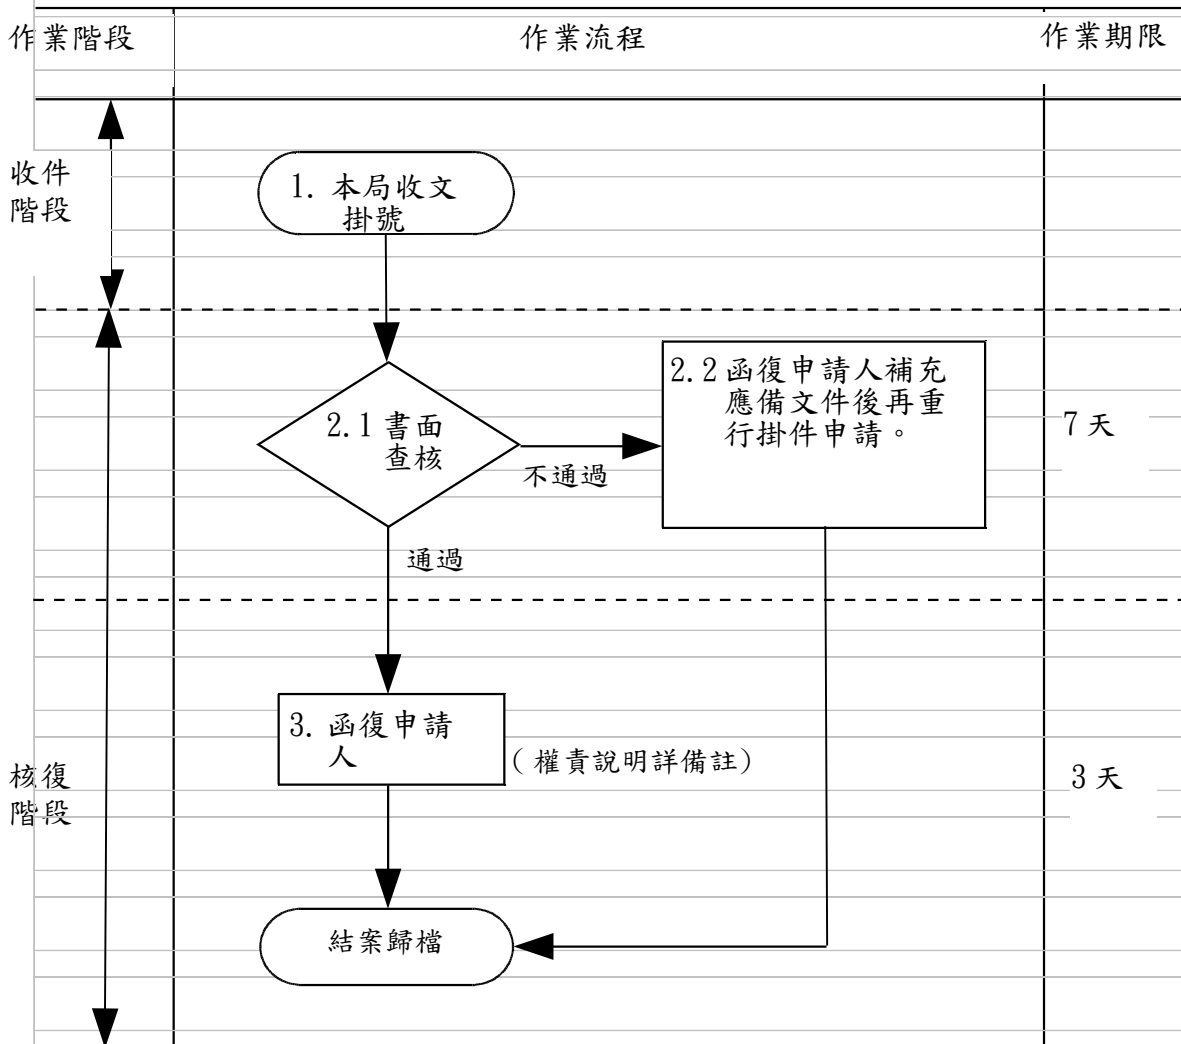 作業階段
作業流程
作業期限
收件
階段
1. 本局收文
掛號
2.1 書面
查核
不通過
通過
2.2 函復申請人補充
應備文件後再重
行掛件申請。
7 天
3. 函復申請
人
(權責說明詳備註)
核復
階段
3 天
結案歸檔